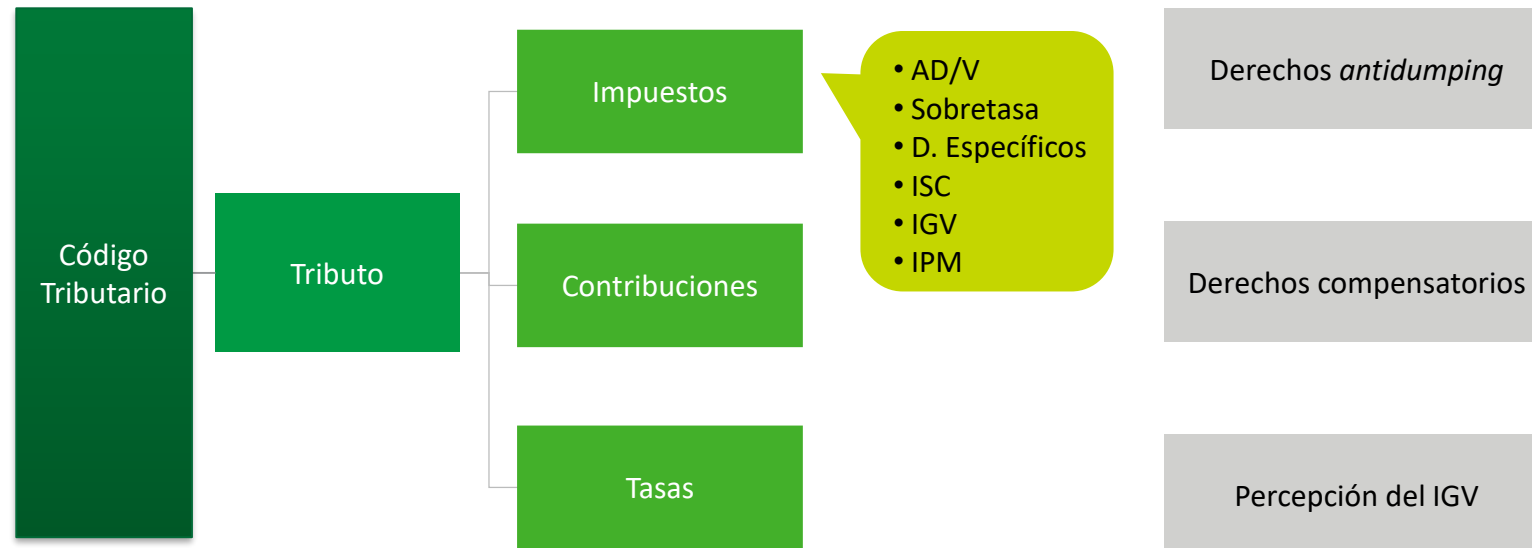 Código
Tributario
Tributo
Impuestos
Contribuciones
Tasas
• AD/V
• Sobretasa
• D. Específicos
• ISC
• IGV
• IPM
Derechos antidumping
Derechos compensatorios
Percepción del IGV